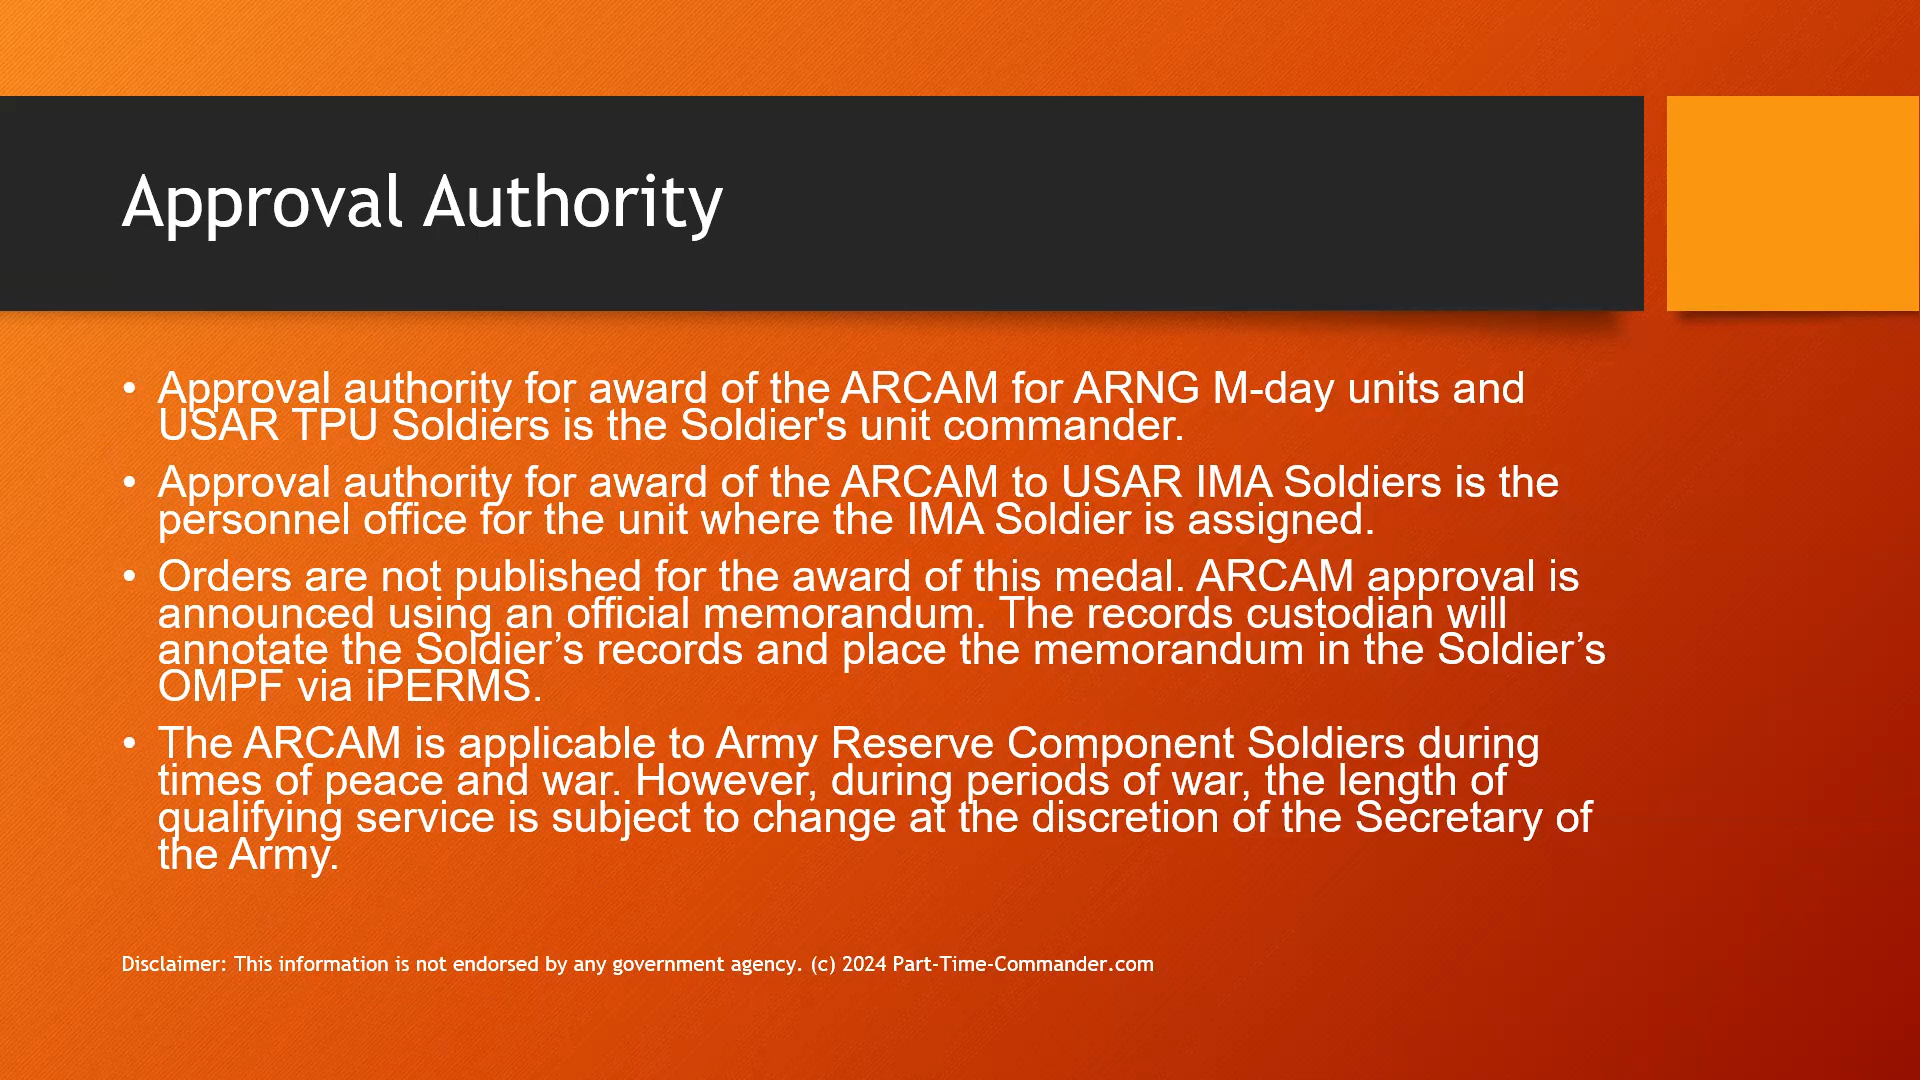 Approval Authority
• Approval authority for award of the ARCAM for ARNG M-day units and
USAR TPU Soldiers is the Soldier's unit commander.
• Approval authority for award of the ARCAM to USAR IMA Soldiers is the
personnel office for the unit where the IMA Soldier is assigned.
• Orders are not published for the award of this medal. ARCAM approval is
announced using an official memorandum. The records custodian will
annotate the Soldier’s records and place the memorandum in the Soldier’s
OMPF via iPERMS.
• The ARCAM is applicable to Army Reserve Component Soldiers during
times of peace and war. However, during periods of war, the length of
qualifying service is subject to change at the discretion of the Secretary of
the Army.
Disclaimer: This information is not endorsed by any government agency. (c) 2024 Part-Time-Commander.com